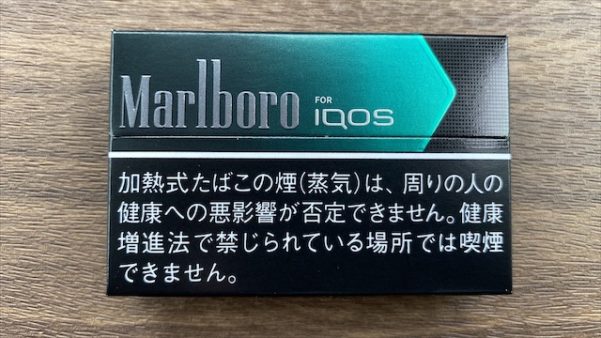 Marlboro FOR IQOS
加熱式たばこの煙(蒸気)は、周りの人の
健康への悪影響が否定できません。健康
増進法で禁じられている場所では喫煙
できません。